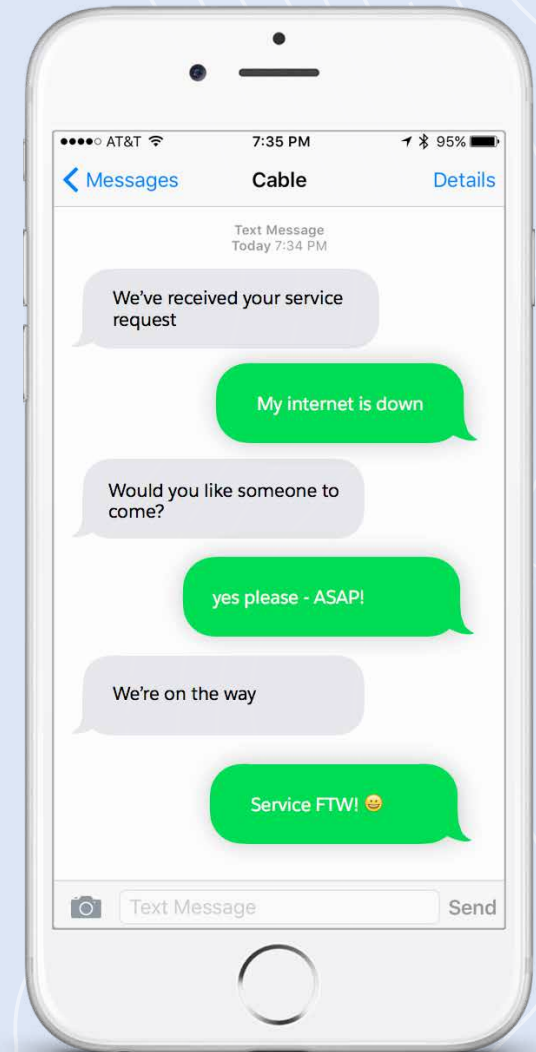 AT&T 7:35 PM 95%
Messages Cable Details
Text Message
Today 7:34 PM
We've received your service
request
My internet is down
Would you like someone to
come?
yes please - ASAP!
We're on the way
Service FTW! 😀
Text Message Send